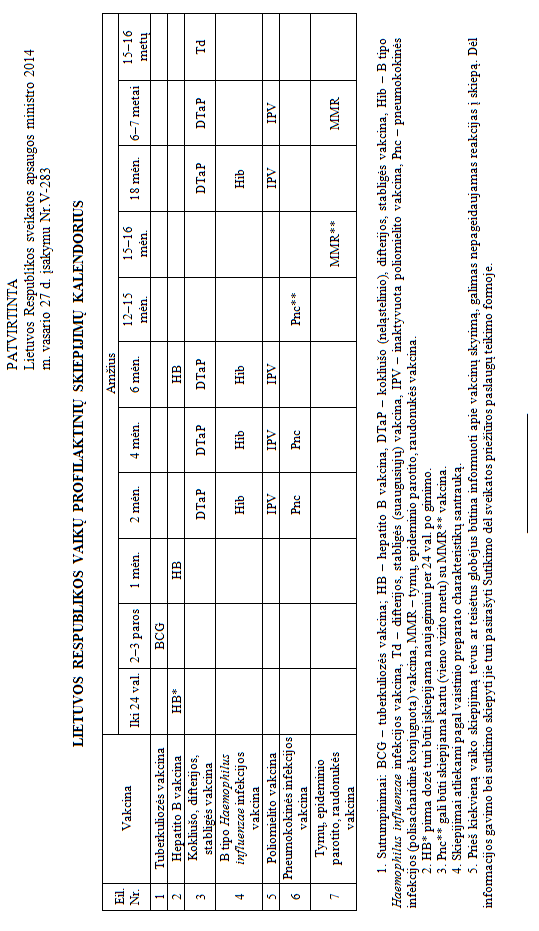 PATVIRTINTA
Lietuvos Respublikos sveikatos apsaugos ministro 2014
m. vasario 27 d. įsakymu Nr. V-283
LIETUVOS RESPUBLIKOS VAIKŲ PROFILAKTINIŲ SKIEPIJIMŲ KALENDORIUS
Eil. Nr. Vakcina Amžius
Iki 24 val. 2–3 paros 1 mėn. 2 mėn. 4 mėn. 6 mėn. 12–15 mėn. 15–16 mėn. 18 mėn. 6–7 metai 15–16 metų
1 Tuberkuliozės vakcina BCG
2 Hepatito B vakcina HB* HB HB
3 Kokliušo, difterijos, stabligės vakcina DTaP DTaP DTaP DTaP DTaP Td
4 B tipo Haemophilus influenzae infekcijos vakcina Hib Hib Hib Hib
5 Poliomielito vakcina IPV IPV IPV IPV IPV
6 Pneumokokinės infekcijos vakcina Pnc Pnc Pnc**
7 Tymų, epideminio parotito, raudonukės vakcina MMR** MMR
1. Sutrumpinimai: BCG – tuberkuliozės vakcina; HB – hepatito B vakcina, DTaP – kokliušo (neląstelinio), difterijos, stabligės vakcina, Hib – B tipo
Haemophilus influenzae infekcijos vakcina, Td – difterijos, stabligės (suaugusiųjų) vakcina, IPV – inaktyvuota poliomielito vakcina, Pnc – pneumokokinės
infekcijos (polisacharidinė konjuguota) vakcina, MMR – tymų, epideminio parotito, raudonukės vakcina.
2. HB* pirma dozė turi būti įskiepijama naujagimiui per 24 val. po gimimo.
3. Pnc** gali būti skiepijama kartu (vieno vizito metu) su MMR** vakcina.
4. Skiepijimai atliekami pagal vaistinio preparato charakteristikų santrauką.
5. Prieš kiekvieną vaiko skiepijimą tėvus ar teisėtus globėjus būtina informuoti apie vakcinų skyrimą, galimas nepageidaujamas reakcijas į skiepą. Dėl
informacijos gavimo bei sutikimo skiepyti jie turi pasirašyti Sutikimo dėl sveikatos priežiūros paslaugų teikimo formoje.